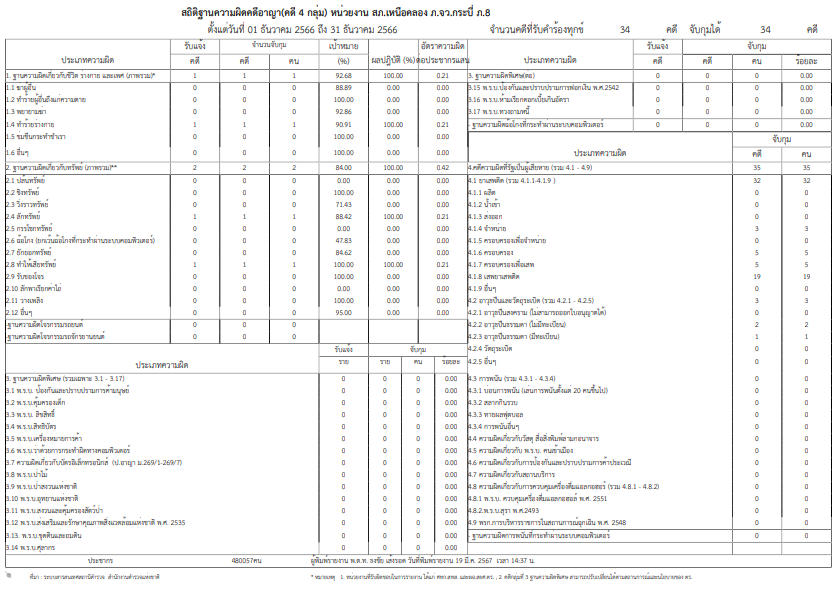 สถิติฐานความผิดคดีอาญา(คดี 4 กลุ่ม) หน่วยงาน สภ.เหนือคลอง ภ.จว.กระบี่ ภ.8
ตั้งแต่วันที่ 01 ธันวาคม 2566 ถึง 31 ธันวาคม 2566 จำนวนคดีที่รับคำร้องทุกข์ 34 คดี จับกุมได้ 34 คดี
ประเภทความผิด รับแจ้ง จำนวนจับกุม เป้าหมาย ผลปฏิบัติ (%) อัตราความผิดต่อประชากรแสน
คดี คดี คน (%)
1. ฐานความผิดเกี่ยวกับชีวิต ร่างกาย และเพศ (ภาพรวม)* 1 1 1 92.68 100.00 0.21
1.1 ฆ่าผู้อื่น 0 0 0 88.89 0.00 0.00
1.2 ทำร้ายผู้อื่นถึงแก่ความตาย 0 0 0 100.00 0.00 0.00
1.3 พยายามฆ่า 0 0 0 92.86 0.00 0.00
1.4 ทำร้ายร่างกาย 1 1 1 90.91 100.00 0.21
1.5 ข่มขืนกระทำชำเรา 0 0 0 100.00 0.00 0.00
1.6 อื่นๆ 0 0 0 100.00 0.00 0.00
2. ฐานความผิดเกี่ยวกับทรัพย์ (ภาพรวม)** 2 2 2 84.00 100.00 0.42
2.1 ปล้นทรัพย์ 0 0 0 0.00 0.00 0.00
2.2 ชิงทรัพย์ 0 0 0 100.00 0.00 0.00
2.3 วิ่งราวทรัพย์ 0 0 0 71.43 0.00 0.00
2.4 ลักทรัพย์ 1 1 1 88.42 100.00 0.21
2.5 กรรโชกทรัพย์ 0 0 0 0.00 0.00 0.00
2.6 ฉ้อโกง (ยกเว้นฉ้อโกงที่กระทำผ่านระบบคอมพิวเตอร์) 0 0 0 47.83 0.00 0.00
2.7 ยักยอกทรัพย์ 0 0 0 84.62 0.00 0.00
2.8 ทำให้เสียทรัพย์ 1 1 1 100.00 100.00 0.21
2.9 รับของโจร 0 0 0 100.00 0.00 0.00
2.10 ลักพาเรียกค่าไถ่ 0 0 0 0.00 0.00 0.00
2.11 วางเพลิง 0 0 0 100.00 0.00 0.00
2.12 อื่นๆ 0 0 0 95.00 0.00 0.00
-ฐานความผิดโจรกรรมรถยนต์ 0 0 0
-ฐานความผิดโจรกรรมรถจักรยานยนต์ 0 0 0
ประเภทความผิด รับแจ้ง จับกุม
ราย ราย คน ร้อยละ
3. ฐานความผิดพิเศษ (รวมเฉพาะ 3.1 - 3.17) 0 0 0 0.00
3.1 พ.ร.บ. ป้องกันและปราบปรามการค้ามนุษย์ 0 0 0 0.00
3.2 พ.ร.บ.คุ้มครองเด็ก 0 0 0 0.00
3.3 พ.ร.บ. ลิขสิทธิ์ 0 0 0 0.00
3.4 พ.ร.บ.สิทธิบัตร 0 0 0 0.00
3.5 พ.ร.บ.เครื่องหมายการค้า 0 0 0 0.00
3.6 พ.ร.บ.ว่าด้วยการกระทำผิดทางคอมพิวเตอร์ 0 0 0 0.00
3.7 ความผิดเกี่ยวกับบัตรอิเล็กทรอนิกส์ (ป.อาญา ม.269/1-269/7) 0 0 0 0.00
3.8 พ.ร.บ.ป่าไม้ 0 0 0 0.00
3.9 พ.ร.บ.ป่าสงวนแห่งชาติ 0 0 0 0.00
3.10 พ.ร.บ.อุทยานแห่งชาติ 0 0 0 0.00
3.11 พ.ร.บ.สงวนและคุ้มครองสัตว์ป่า 0 0 0 0.00
3.12 พ.ร.บ.ส่งเสริมและรักษาคุณภาพสิ่งแวดล้อมแห่งชาติ พ.ศ. 2535 0 0 0 0.00
3.13. พ.ร.บ.ขุดดินและถมดิน 0 0 0 0.00
3.14 พ.ร.บ.ศุลกากร 0 0 0 0.00
รับแจ้ง จับกุม
ประเภทความผิด คดี คดี คน ร้อยละ
3. ฐานความผิดพิเศษ(ต่อ) 0 0 0 0.00
3.15 พ.ร.บ.ป้องกันและปราบปรามการฟอกเงิน พ.ศ.2542 0 0 0 0.00
3.16 พ.ร.บ.ห้ามเรียกดอกเบี้ยเกินอัตรา 0 0 0 0.00
3.17 พ.ร.บ.ทวงถามหนี้ 0 0 0 0.00
- ฐานความผิดฉ้อโกงที่กระทำผ่านระบบคอมพิวเตอร์ 0 0 0 0.00
ประเภทความผิด จับกุม
คดี คน
4.คดีความผิดที่รัฐเป็นผู้เสียหาย (รวม 4.1 - 4.9) 35 35
4.1 ยาเสพติด (รวม 4.1.1-4.1.9 ) 32 32
4.1.1 ผลิต 0 0
4.1.2 นำเข้า 0 0
4.1.3 ส่งออก 0 0
4.1.4 จำหน่าย 3 3
4.1.5 ครอบครองเพื่อจำหน่าย 0 0
4.1.6 ครอบครอง 5 5
4.1.7 ครอบครองเพื่อเสพ 5 5
4.1.8 เสพยาเสพติด 19 19
4.1.9 อื่นๆ 0 0
4.2 อาวุธปืนและวัตถุระเบิด (รวม 4.2.1 - 4.2.5) 3 3
4.2.1 อาวุธปืนสงคราม (ไม่สามารถออกใบอนุญาตได้) 0 0
4.2.2 อาวุธปืนธรรมดา (ไม่มีทะเบียน) 2 2
4.2.3 อาวุธปืนธรรมดา (มีทะเบียน) 1 1
4.2.4 วัตถุระเบิด 0 0
4.2.5 อื่นๆ 0 0
4.3 การพนัน (รวม 4.3.1 - 4.3.4) 0 0
4.3.1 บ่อนการพนัน (เล่นการพนันตั้งแต่ 20 คนขึ้นไป) 0 0
4.3.2 สลากกินรวบ 0 0
4.3.3 ทายผลฟุตบอล 0 0
4.3.4 การพนันอื่นๆ 0 0
4.4 ความผิดเกี่ยวกับวัสดุ สื่อสิ่งพิมพ์ลามกอนาจาร 0 0
4.5 ความผิดเกี่ยวกับ พ.ร.บ. คนเข้าเมือง 0 0
4.6 ความผิดเกี่ยวกับการป้องกันและปราบปรามการค้าประเวณี 0 0
4.7 ความผิดเกี่ยวกับสถานบริการ 0 0
4.8 ความผิดเกี่ยวกับการควบคุมเครื่องดื่มแอลกอฮอล์ (รวม 4.8.1 - 4.8.2) 0 0
4.8.1 พ.ร.บ. ควบคุมเครื่องดื่มแอลกอฮอล์ พ.ศ. 2551 0 0
4.8.2.พ.ร.บ.สุรา พ.ศ.2493 0 0
4.9 พรก.การบริหารราชการในสถานการณ์ฉุกเฉิน พ.ศ. 2548 0 0
- ฐานความผิดการพนันที่กระทำผ่านระบบคอมพิวเตอร์ 0 0
ประชากร 480057คน ผู้พิมพ์รายงาน พ.ต.ท. ธงชัย เส้งรอด วันที่พิมพ์รายงาน 19 มี.ค. 2567 เวลา 14:37 น.
ที่มา : ระบบสารสนเทศสถานีตำรวจ สำนักงานตำรวจแห่งชาติ * หมายเหตุ 1. หน่วยงานที่รับผิดชอบในการรายงาน ได้แก่